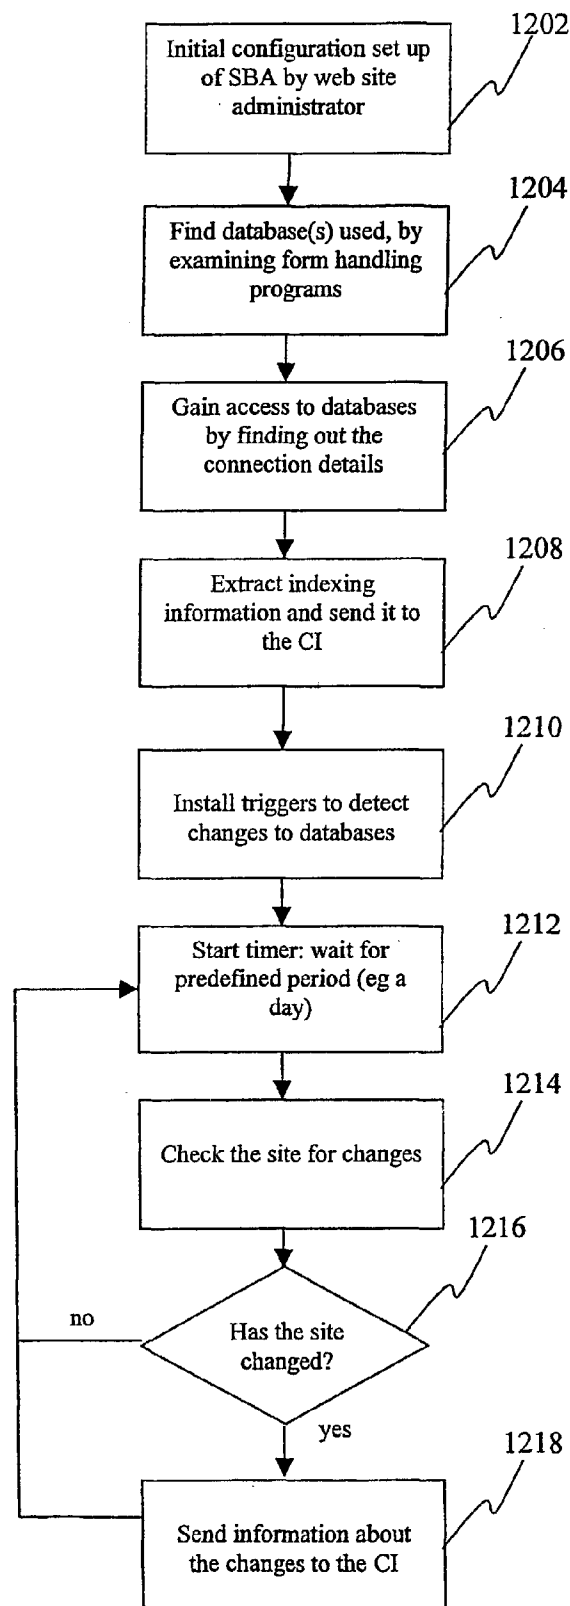 1202
Initial configuration set up
of SBA by web site
administrator
1204
Find database(s) used, by
examining form handling
programs
1206
Gain access to databases
by finding out the
connection details
1208
Extract indexing
information and send it to
the CI
1210
Install triggers to detect
changes to databases
1212
Start timer: wait for
predefined period (eg a
day)
1214
Check the site for changes
1216
Has the site
changed?
no
yes
1218
Send information about
the changes to the CI